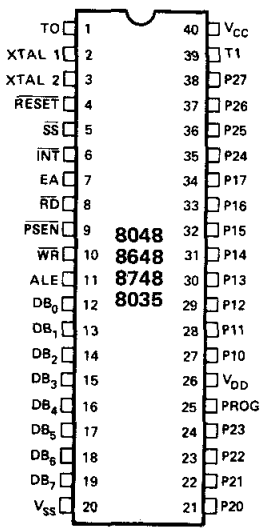 TO 1 40 VCC
XTAL 1 2 39 T1
XTAL 2 3 38 P27
RESET 4 37 P26
SS 5 36 P25
INT 6 35 P24
EA 7 34 P17
RD 8 33 P16
PSEN 9 8048 32 P15
WR 10 8648 31 P14
ALE 11 8748 30 P13
DB0 12 8035 29 P12
DB1 13 28 P11
DB2 14 27 P10
DB3 15 26 VDD
DB4 16 25 PROG
DB5 17 24 P23
DB6 18 23 P22
DB7 19 22 P21
VSS 20 21 P20